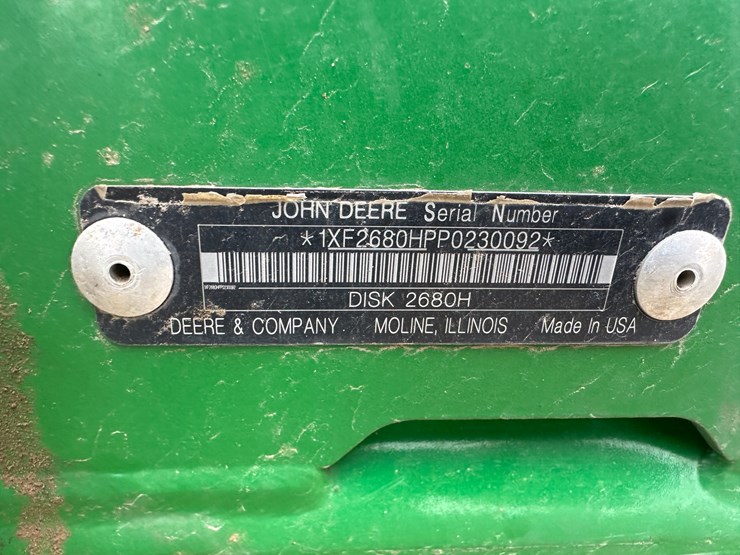 JOHN DEERE Serial Number
*1XF2680HPP0230092*
DISK 2680H
DEERE & COMPANY MOLINE, ILLINOIS Made In USA